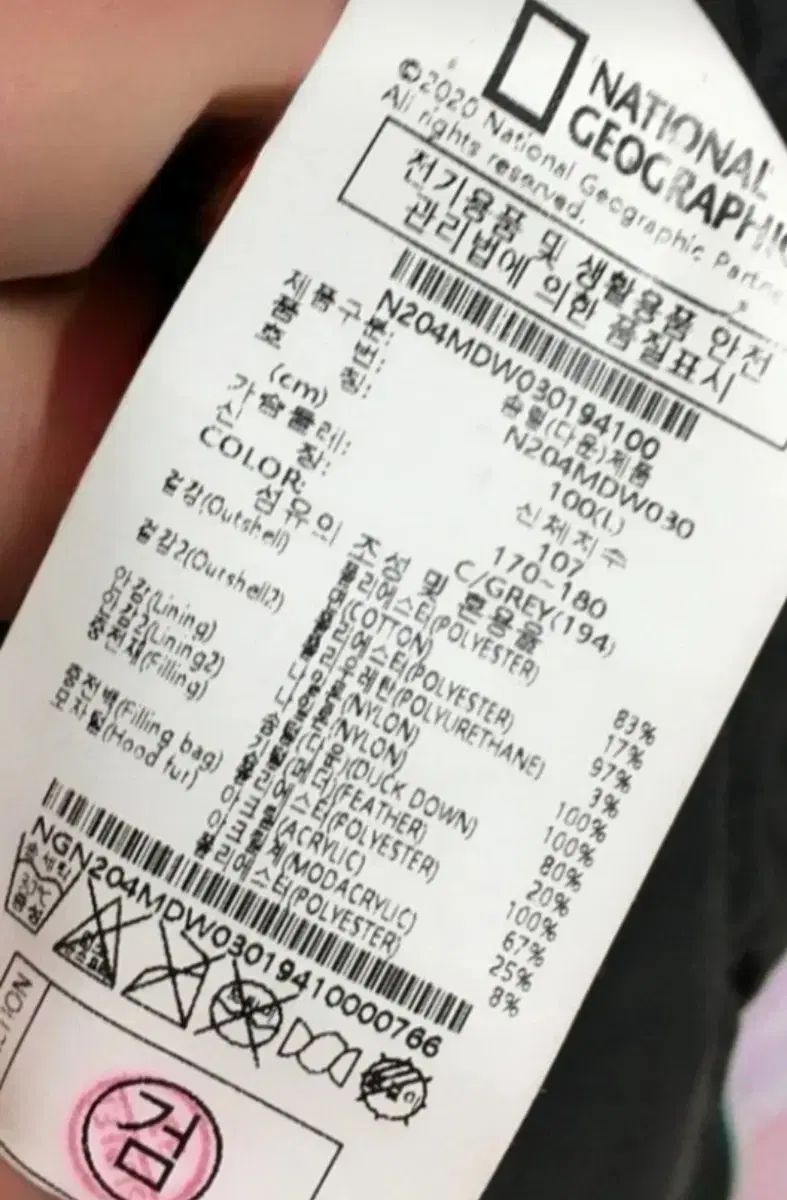 NATIONAL
GEOGRAPHIC
©2020 National Geographic Partne
All rights reserved.
전기용품 및 생활용품 안전
관리법에 의한 품질표시
N204MDW030194100
제품구분: 솜털(다운)제품
품 번: N204MDW030
호 칭: 100(L)
(cm) 신체치수
가슴둘레: 107
신 장: 170~180
COLOR: C/GREY(194)
섬유의 조성 및 혼용율
겉감(Outshell) 폴리에스터(POLYESTER) 83%
면(COTTON) 17%
겉감2(Outshell2) 폴리에스터(POLYESTER) 97%
폴리우레탄(POLYURETHANE) 3%
안감(Lining) 나일론(NYLON) 100%
안감2(Lining2) 나일론(NYLON) 100%
충전재(Filling) 솜털(다운)(DUCK DOWN) 80%
깃털(페더)(FEATHER) 20%
충전백(Filling bag) 폴리에스터(POLYESTER) 100%
모자털(Hood fur) 아크릴(ACRYLIC) 67%
모다크릴계(MODACRYLIC) 25%
폴리에스터(POLYESTER) 8%
NGN204MDW03019410000766
검